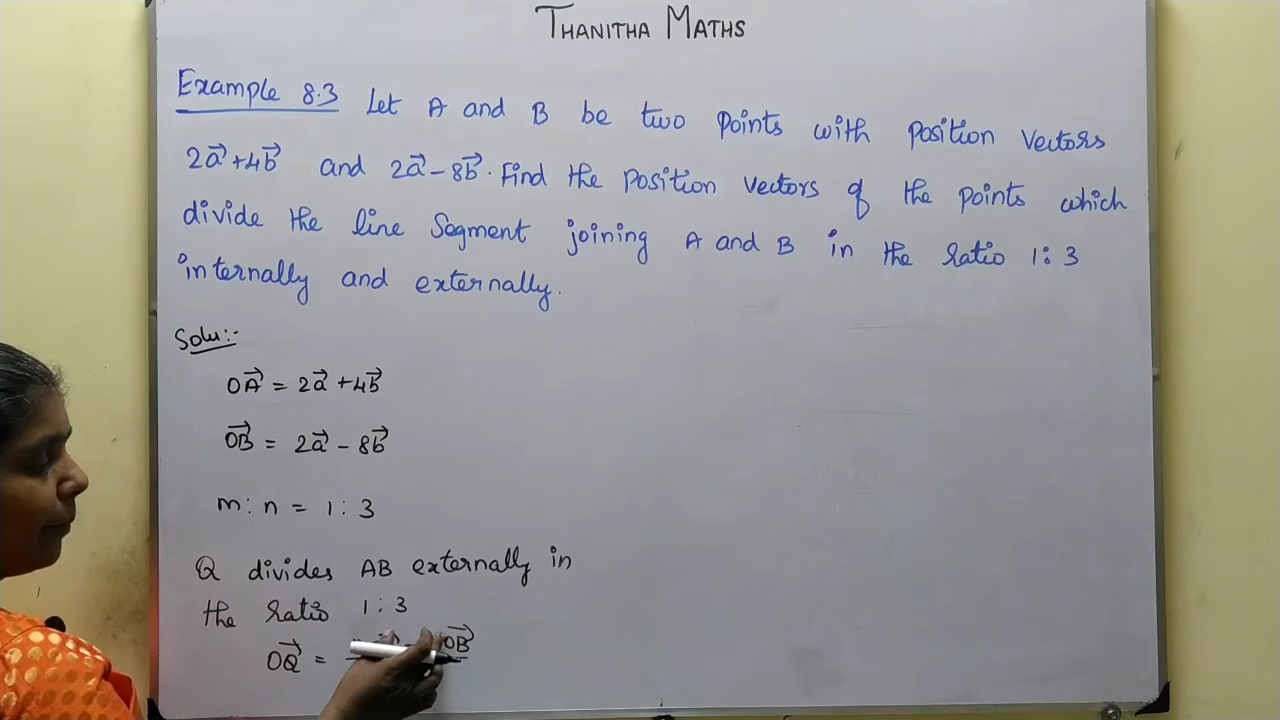 THANITHA MATHS
Example 8.3 Let A and B be two points with position vectors
2a⃗ + 4b⃗ and 2a⃗ - 8b⃗. Find the position vectors of the points which
divide the line segment joining A and B in the ratio 1:3
internally and externally.
Solu:-
OA⃗ = 2a⃗ + 4b⃗
OB⃗ = 2a⃗ - 8b⃗
m:n = 1:3
Q divides AB externally in
the ratio 1:3
OQ⃗ = OB⃗